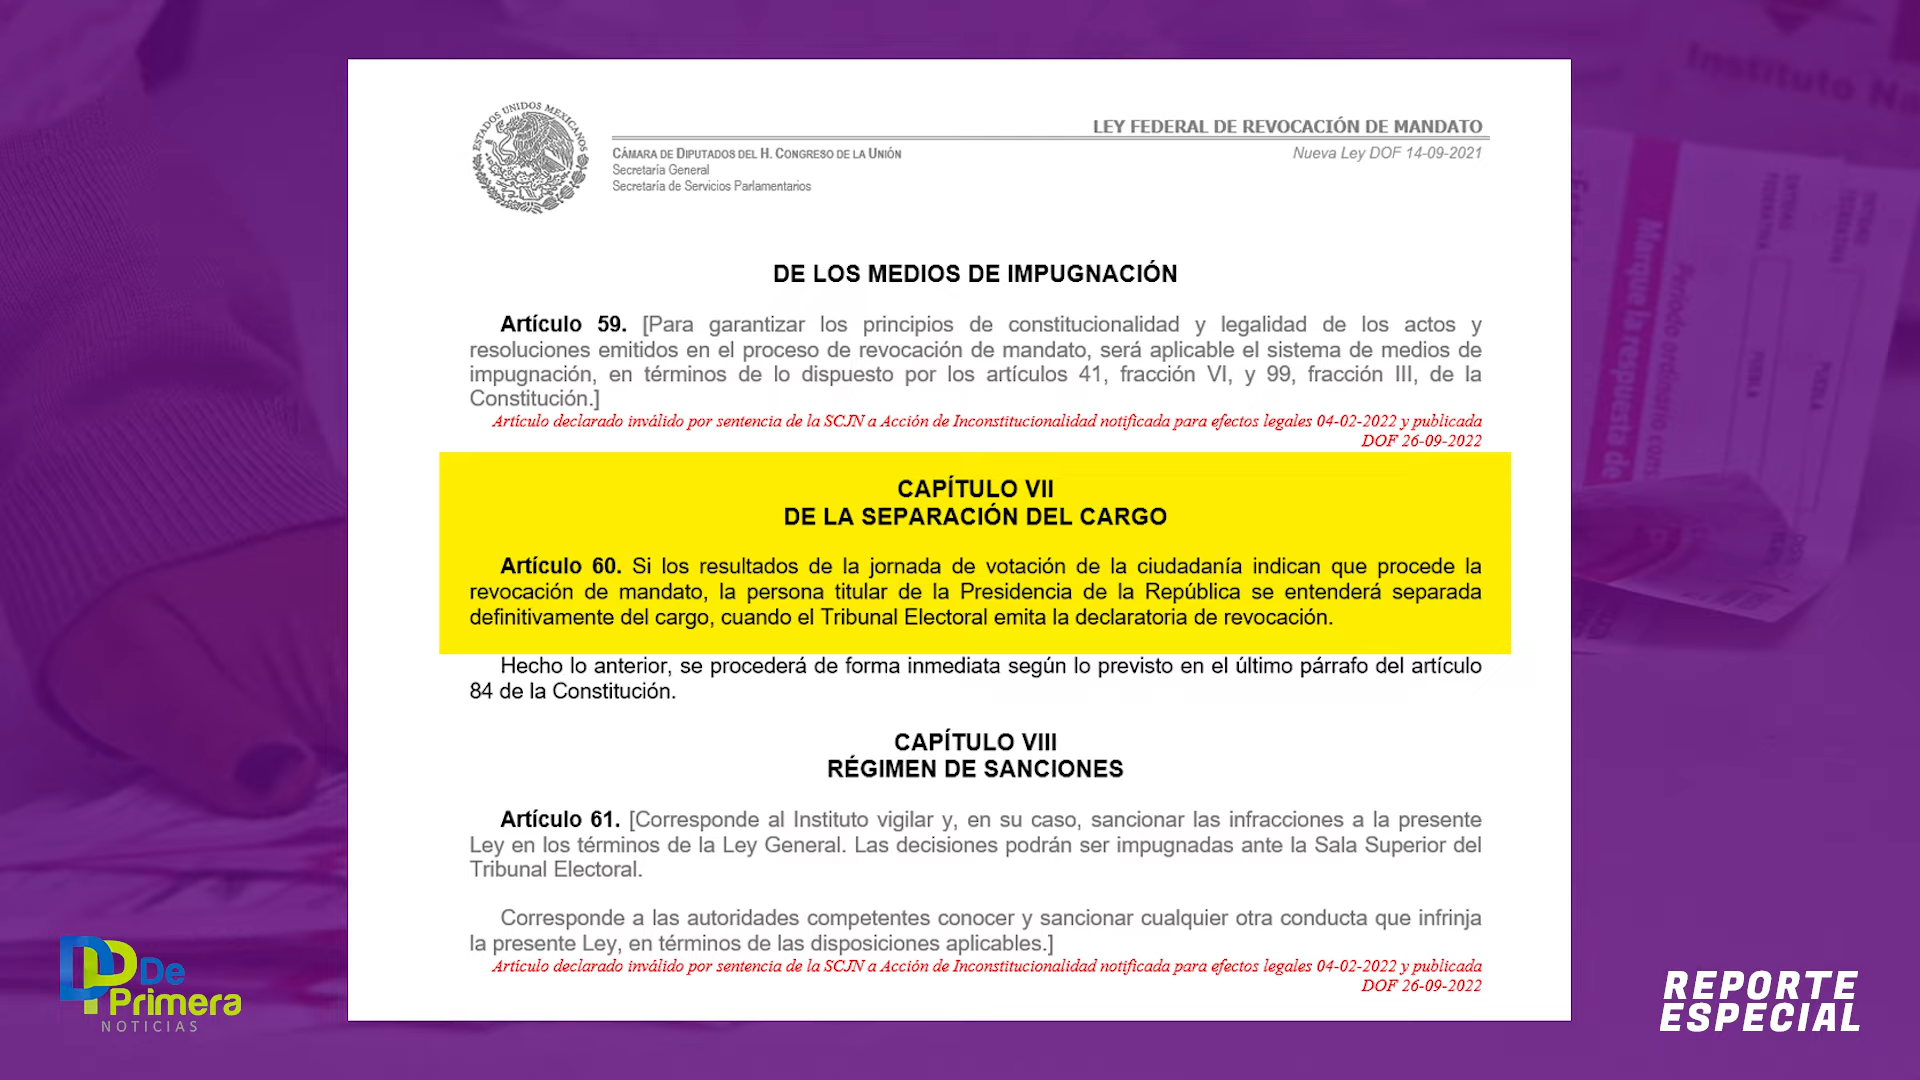 ESTADOS UNIDOS MEXICANOS
LEY FEDERAL DE REVOCACIÓN DE MANDATO
CÁMARA DE DIPUTADOS DEL H. CONGRESO DE LA UNIÓN
Nueva Ley DOF 14-09-2021
Secretaría General
Secretaría de Servicios Parlamentarios
DE LOS MEDIOS DE IMPUGNACIÓN
Artículo 59. [Para garantizar los principios de constitucionalidad y legalidad de los actos y
resoluciones emitidos en el proceso de revocación de mandato, será aplicable el sistema de medios de
impugnación, en términos de lo dispuesto por los artículos 41, fracción VI, y 99, fracción III, de la
Constitución.]
Artículo declarado inválido por sentencia de la SCJN a Acción de Inconstitucionalidad notificada para efectos legales 04-02-2022 y publicada
DOF 26-09-2022
CAPÍTULO VII
DE LA SEPARACIÓN DEL CARGO
Artículo 60. Si los resultados de la jornada de votación de la ciudadanía indican que procede la
revocación de mandato, la persona titular de la Presidencia de la República se entenderá separada
definitivamente del cargo, cuando el Tribunal Electoral emita la declaratoria de revocación.
Hecho lo anterior, se procederá de forma inmediata según lo previsto en el último párrafo del artículo
84 de la Constitución.
CAPÍTULO VIII
RÉGIMEN DE SANCIONES
Artículo 61. [Corresponde al Instituto vigilar y, en su caso, sancionar las infracciones a la presente
Ley en los términos de la Ley General. Las decisiones podrán ser impugnadas ante la Sala Superior del
Tribunal Electoral.
Corresponde a las autoridades competentes conocer y sancionar cualquier otra conducta que infrinja
la presente Ley, en términos de las disposiciones aplicables.]
Artículo declarado inválido por sentencia de la SCJN a Acción de Inconstitucionalidad notificada para efectos legales 04-02-2022 y publicada
DOF 26-09-2022
Instituto Na
Marque la respuesta de
De
Primera
NOTICIAS
REPORTE
ESPECIAL